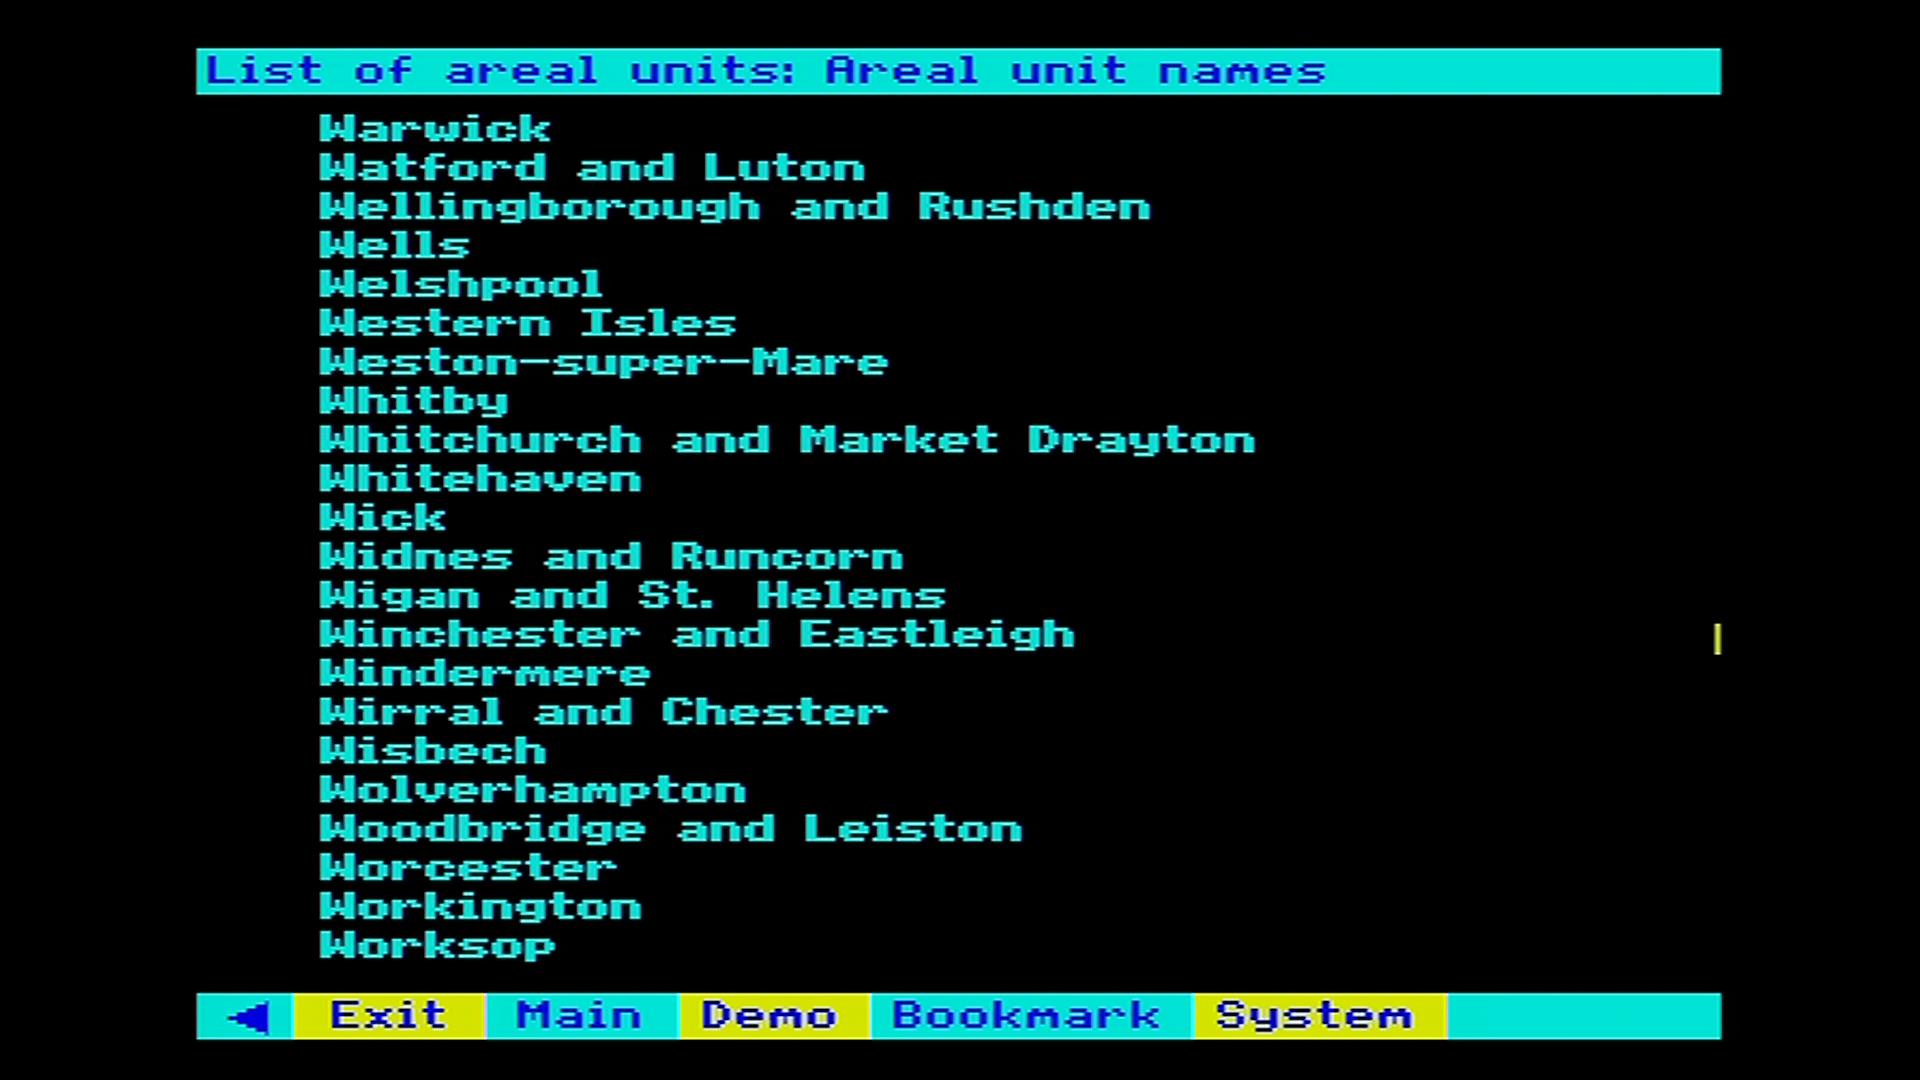 List of areal units: Areal unit names
Warwick
Watford and Luton
Wellingborough and Rushden
Wells
Welshpool
Western Isles
Weston-super-Mare
Whitby
Whitchurch and Market Drayton
Whitehaven
Wick
Widnes and Runcorn
Wigan and St. Helens
Winchester and Eastleigh
Windermere
Wirral and Chester
Wisbech
Wolverhampton
Woodbridge and Leiston
Worcester
Workington
Worksop
Exit Main Demo Bookmark System